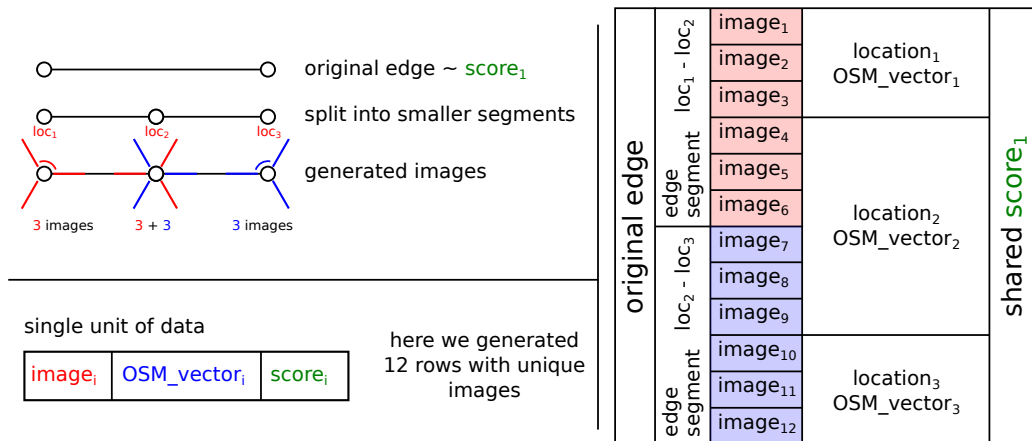 original edge ~ score₁
split into smaller segments
loc₁ loc₂ loc₃
generated images
3 images 3 + 3 3 images
single unit of data
imageᵢ OSM_vectorᵢ scoreᵢ
here we generated
12 rows with unique
images
original edge
edge segment loc₁ - loc₂
edge segment loc₂ - loc₃
image₁
image₂
image₃
image₄
image₅
image₆
image₇
image₈
image₉
image₁₀
image₁₁
image₁₂
location₁
OSM_vector₁
location₂
OSM_vector₂
location₃
OSM_vector₃
shared score₁